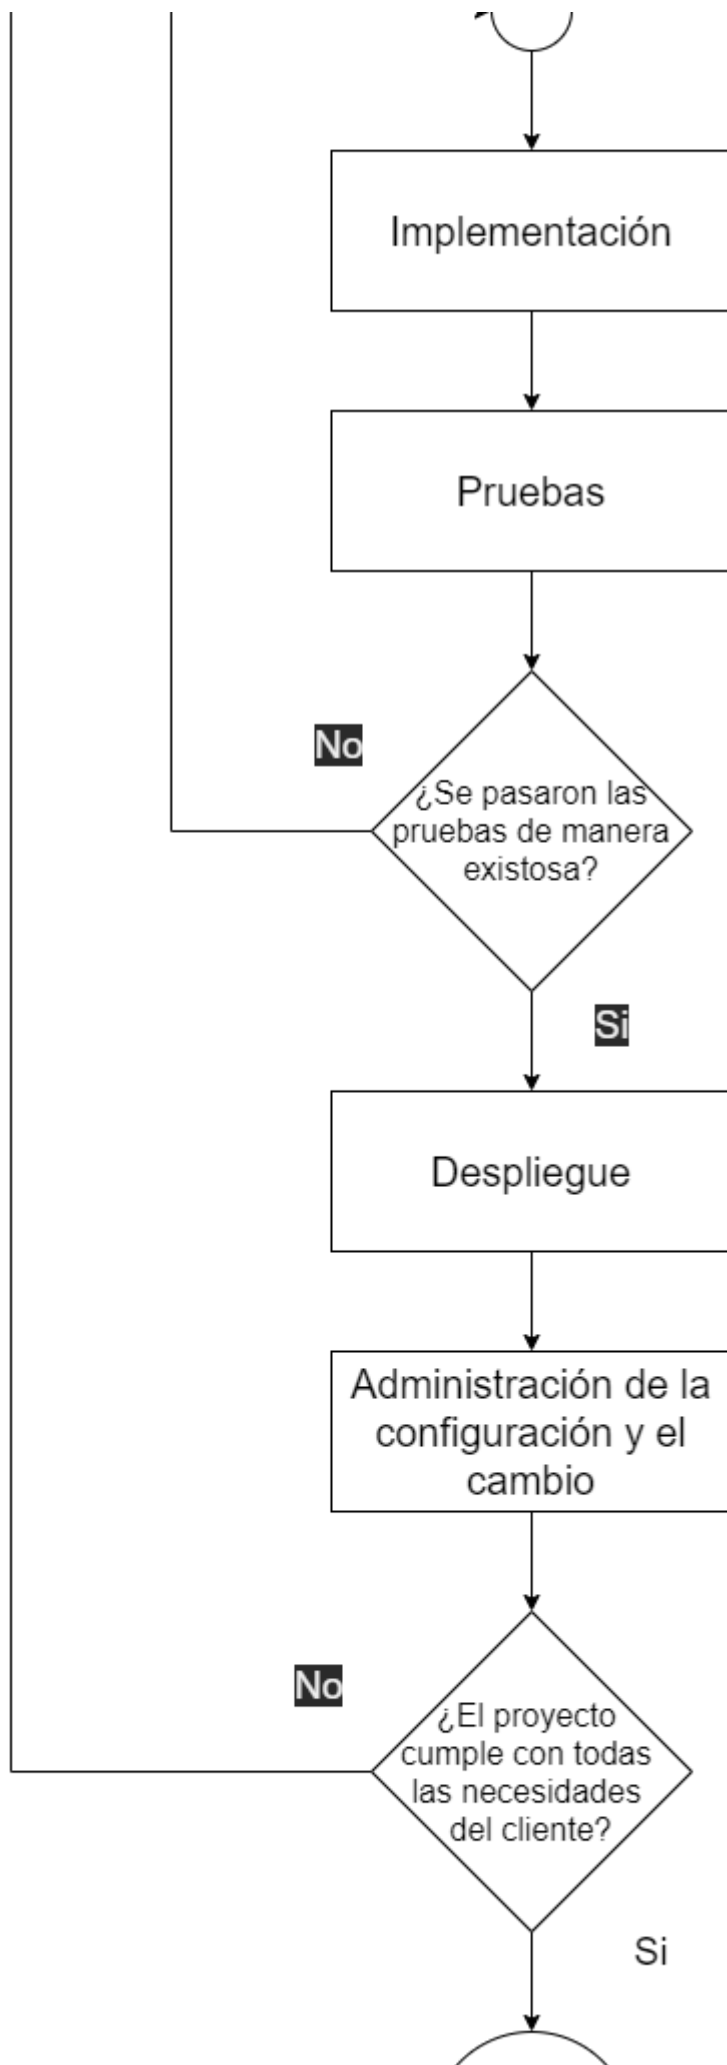 Implementación
Pruebas
No
¿Se pasaron las
pruebas de manera
existosa?
Si
Despliegue
Administración de la
configuración y el
cambio
No
¿El proyecto
cumple con todas
las necesidades
del cliente?
Si